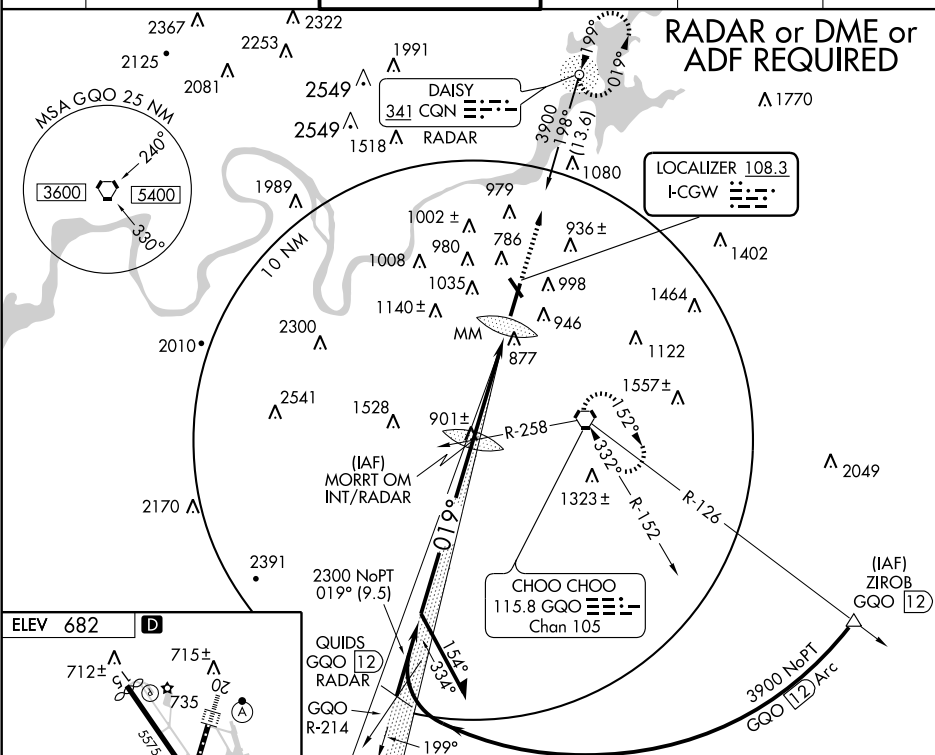 RADAR or DME or
ADF REQUIRED
2367
2322
2253
2125
2081
1991
2549
2549
1518
1770
199°
019°
DAISY
341 CQN
RADAR
3900
198°
(13.6)
1080
MSA GQO 25 NM
240°
3600
5400
330°
LOCALIZER 108.3
I-CGW
1989
10 NM
979
1002 ±
980
786
936 ±
1008
1035
998
1402
1140 ±
1464
946
MM
877
2300
2010
1122
1557 ±
2541
1528
901 ±
R-258
152°
332°
(IAF)
MORRT OM
INT/RADAR
1323 ±
R-152
R-126
2049
2170
019°
2391
2300 NoPT
019° (9.5)
CHOO CHOO
115.8 GQO
Chan 105
(IAF)
ZIROB
GQO 12
QUIDS
GQO 12
RADAR
154°
334°
GQO
R-214
199°
3900 NoPT
GQO 12 Arc
ELEV 682
D
712 ±
715 ±
735
20
A
5575